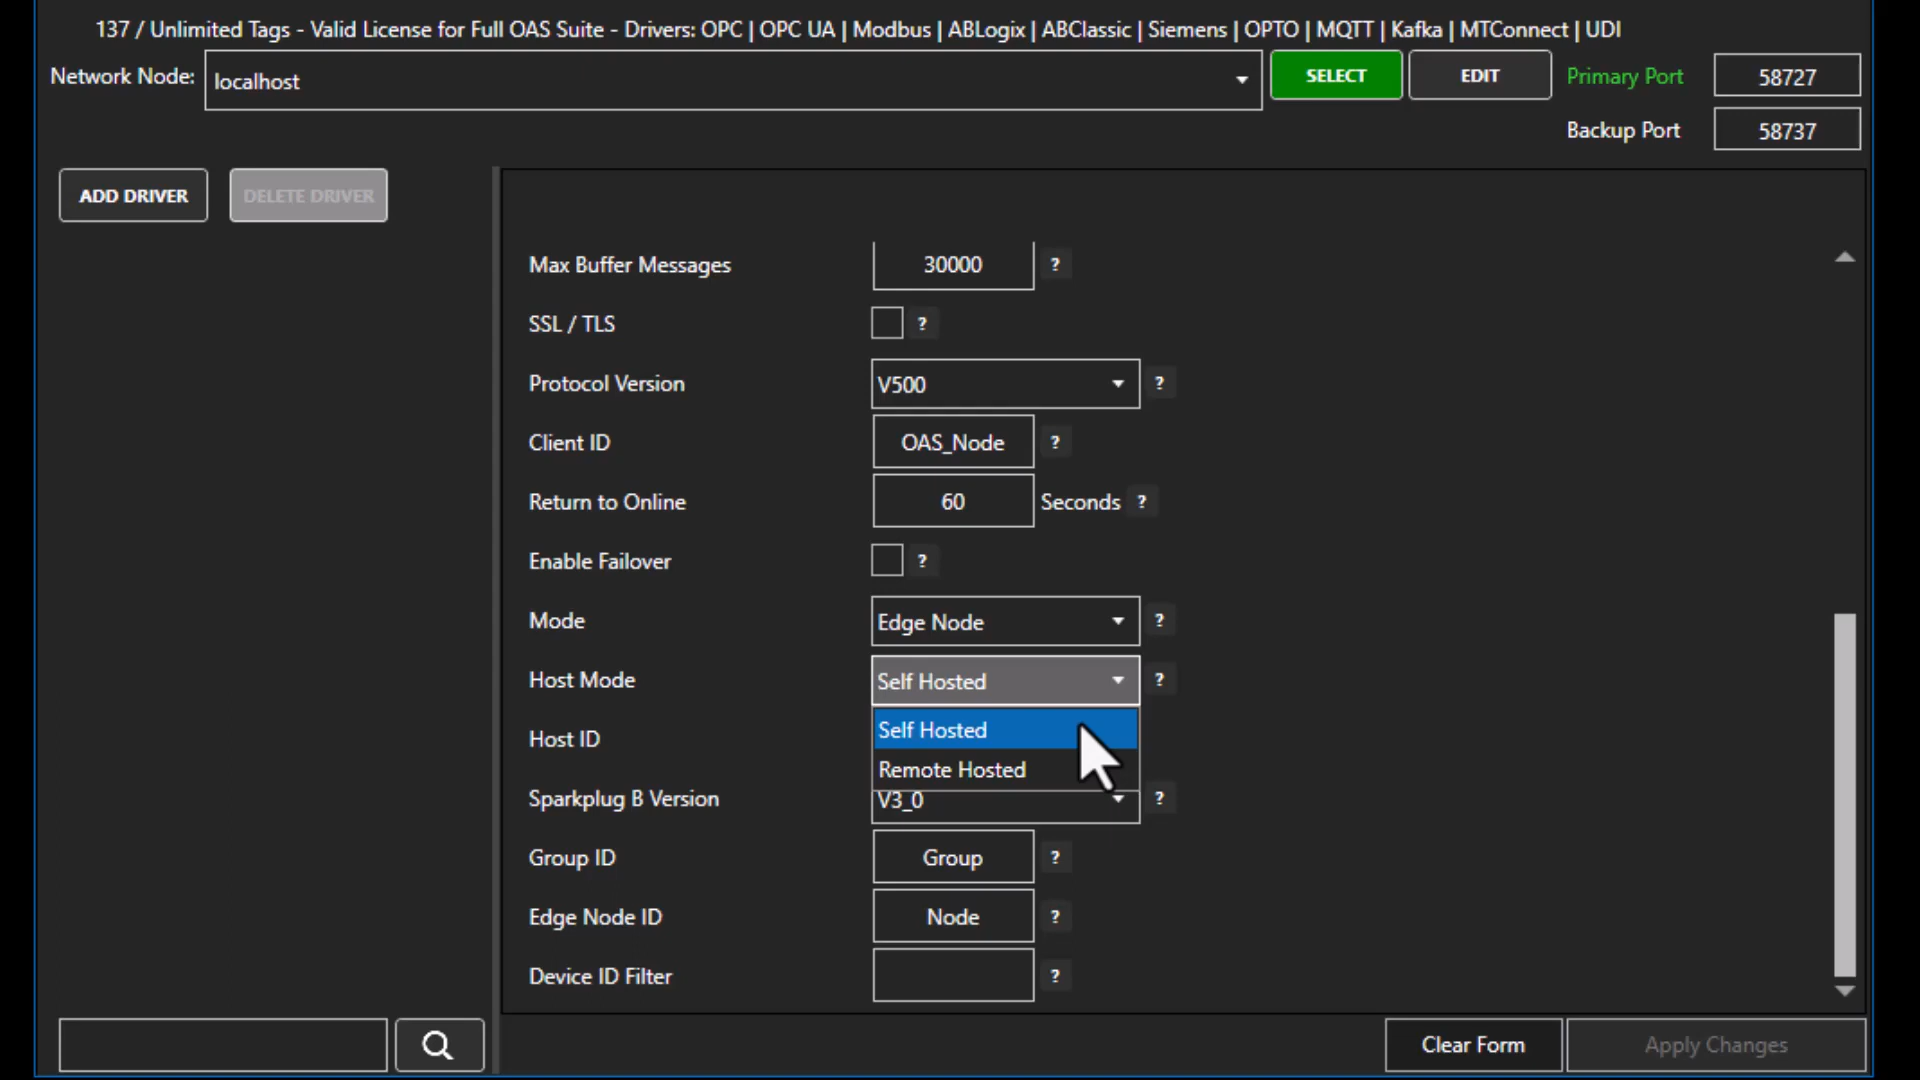 137 / Unlimited Tags - Valid License for Full OAS Suite - Drivers: OPC | OPC UA | Modbus | ABLogix | ABClassic | Siemens | OPTO | MQTT | Kafka | MTConnect | UDI
Network Node: localhost SELECT EDIT Primary Port 58727
Backup Port 58737
ADD DRIVER DELETE DRIVER
Max Buffer Messages 30000 ?
SSL / TLS ?
Protocol Version V500 ?
Client ID OAS_Node ?
Return to Online 60 Seconds ?
Enable Failover ?
Mode Edge Node ?
Host Mode Self Hosted ?
Self Hosted
Host ID
Remote Hosted
Sparkplug B Version V3_0 ?
Group ID Group ?
Edge Node ID Node ?
Device ID Filter ?
Clear Form Apply Changes